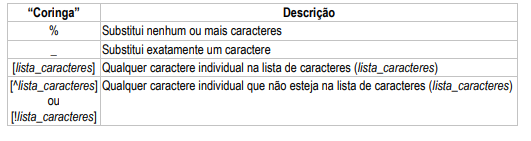 “Coringa” Descrição
% Substitui nenhum ou mais caracteres
_ Substitui exatamente um caractere
[lista_caracteres] Qualquer caractere individual na lista de caracteres (lista_caracteres)
[^lista_caracteres] Qualquer caractere individual que não esteja na lista de caracteres (lista_caracteres)
ou
[!lista_caracteres]